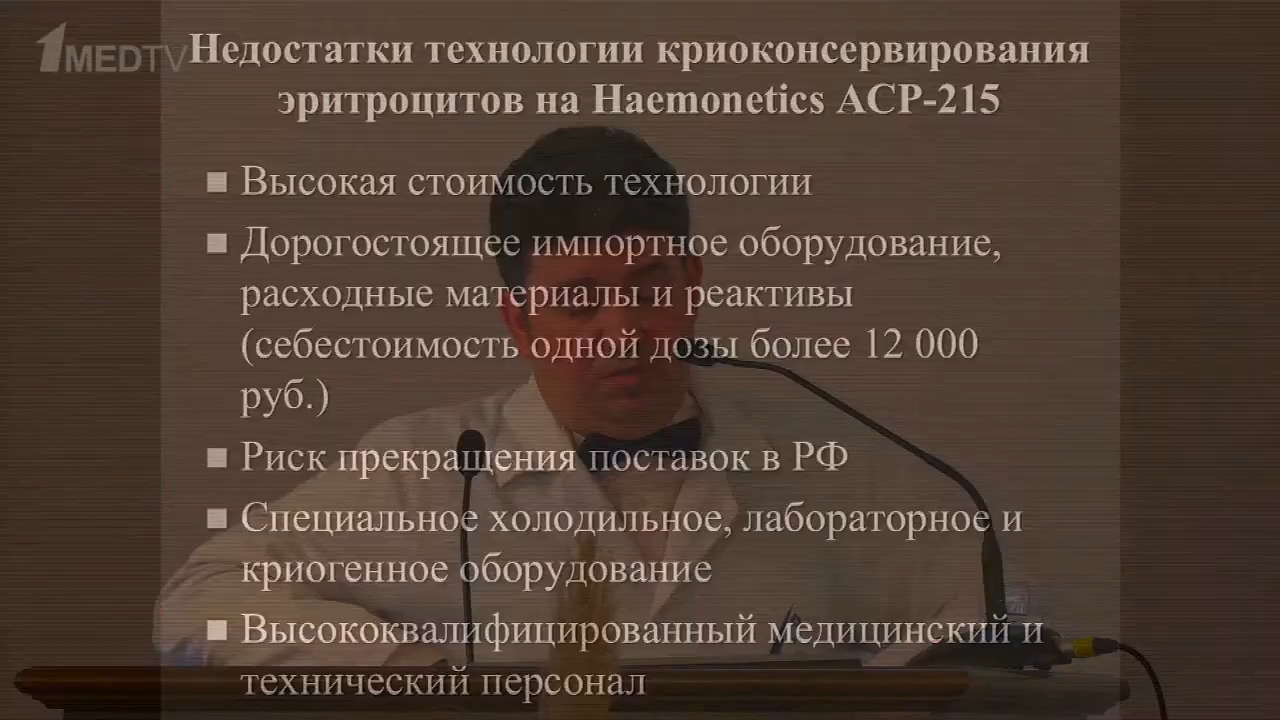 1MEDTV
Недостатки технологии криоконсервирования
эритроцитов на Haemonetics ACP-215
Высокая стоимость технологии
Дорогостоящее импортное оборудование,
расходные материалы и реактивы
(себестоимость одной дозы более 12 000
руб.)
Риск прекращения поставок в РФ
Специальное холодильное, лабораторное и
криогенное оборудование
Высококвалифицированный медицинский и
технический персонал